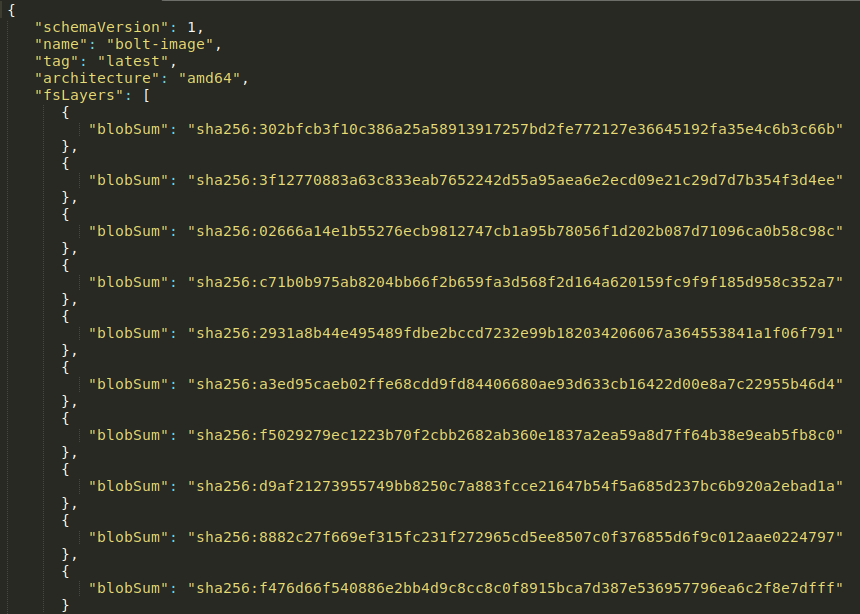 {
"schemaVersion": 1,
"name": "bolt-image",
"tag": "latest",
"architecture": "amd64",
"fsLayers": [
{
"blobSum": "sha256:302bfcb3f10c386a25a58913917257bd2fe772127e36645192fa35e4c6b3c66b"
},
{
"blobSum": "sha256:3f12770883a63c833eab7652242d55a95aea6e2ecd09e21c29d7d7b354f3d4ee"
},
{
"blobSum": "sha256:02666a14e1b55276ecb9812747cb1a95b78056f1d202b087d71096ca0b58c98c"
},
{
"blobSum": "sha256:c71b0b975ab8204bb66f2b659fa3d568f2d164a620159fc9f9f185d958c352a7"
},
{
"blobSum": "sha256:2931a8b44e495489fdbe2bccd7232e99b182034206067a364553841a1f06f791"
},
{
"blobSum": "sha256:a3ed95caeb02ffe68cdd9fd84406680ae93d633cb16422d00e8a7c22955b46d4"
},
{
"blobSum": "sha256:f5029279ec1223b70f2cbb2682ab360e1837a2ea59a8d7ff64b38e9eab5fb8c0"
},
{
"blobSum": "sha256:d9af21273955749bb8250c7a883fcce21647b54f5a685d237bc6b920a2ebad1a"
},
{
"blobSum": "sha256:8882c27f669ef315fc231f272965cd5ee8507c0f376855d6f9c012aae0224797"
},
{
"blobSum": "sha256:f476d66f540886e2bb4d9c8cc8c0f8915bca7d387e536957796ea6c2f8e7dfff"
}